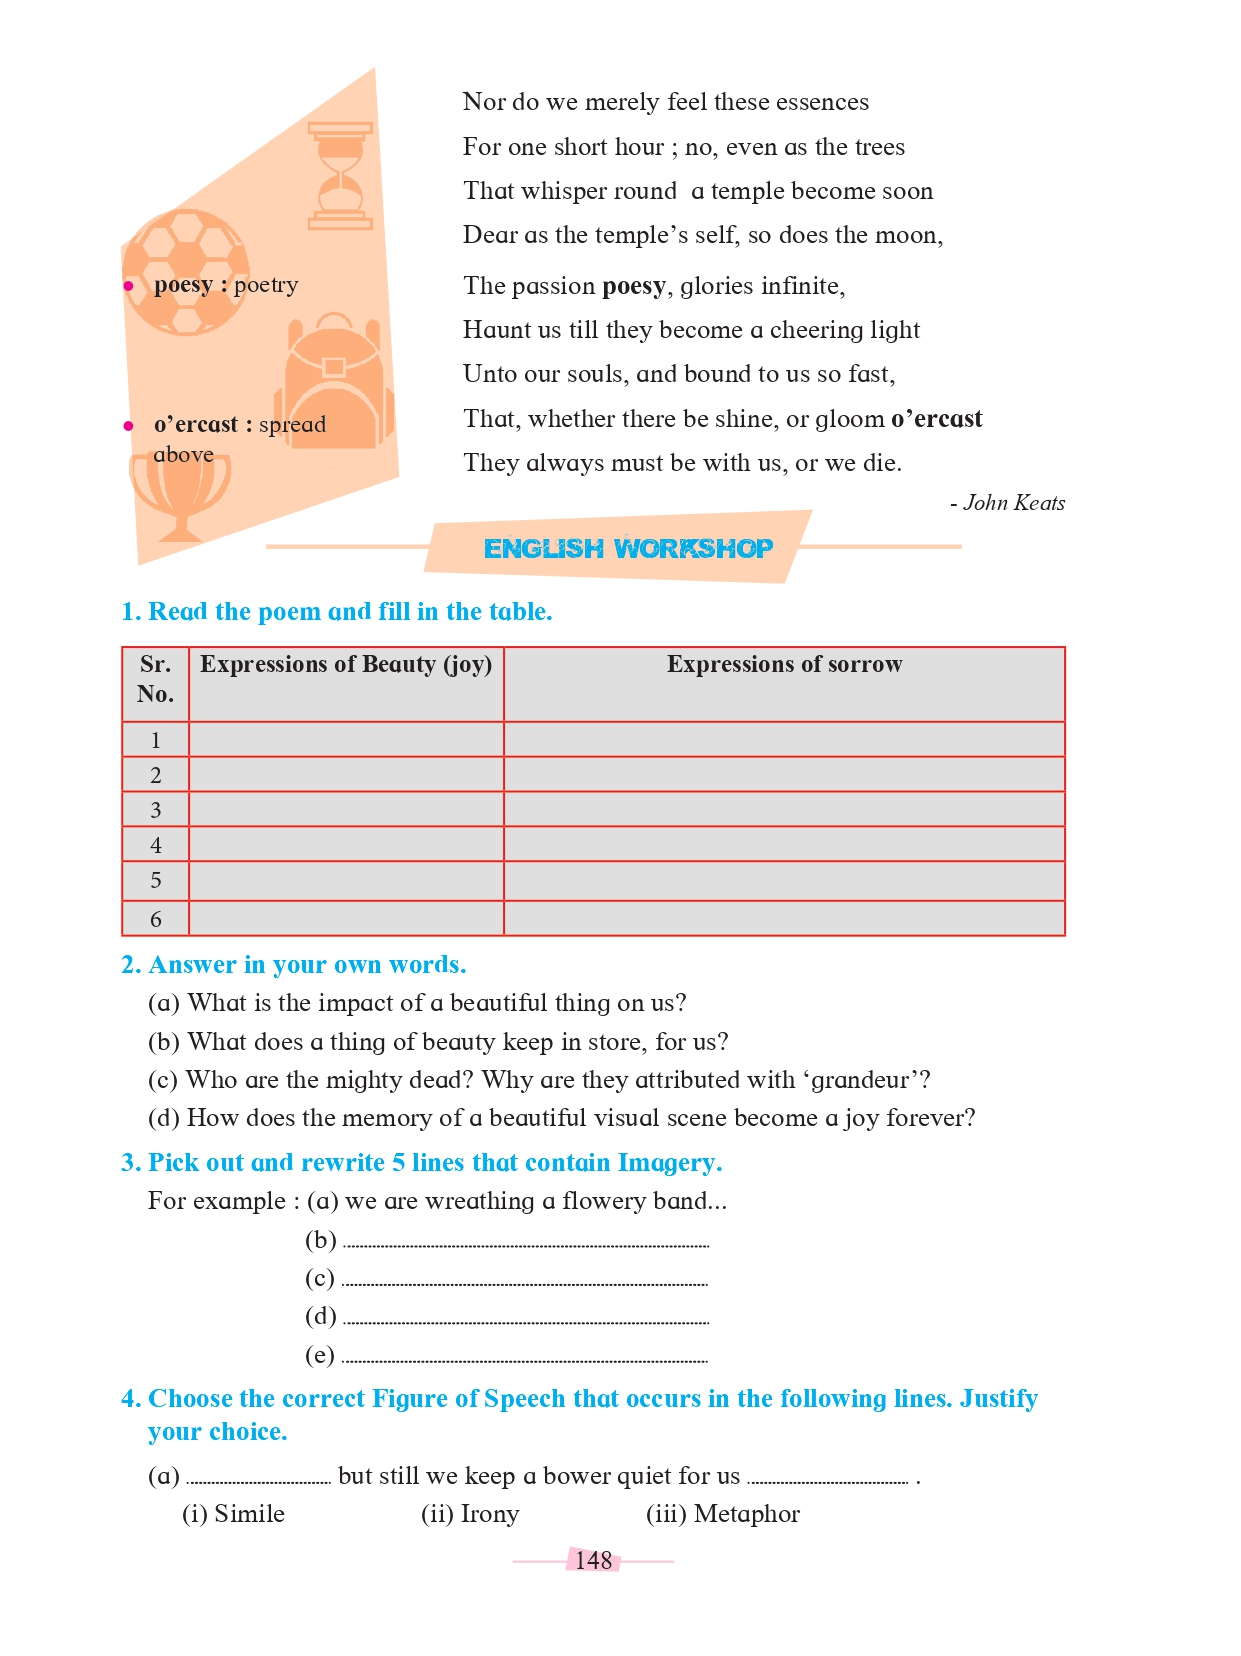 Nor do we merely feel these essences
For one short hour ; no, even as the trees
That whisper round a temple become soon
Dear as the temple’s self, so does the moon,
• poesy : poetry
The passion poesy, glories infinite,
Haunt us till they become a cheering light
Unto our souls, and bound to us so fast,
• o’ercast : spread
above
That, whether there be shine, or gloom o’ercast
They always must be with us, or we die.
- John Keats
ENGLISH WORKSHOP
1. Read the poem and fill in the table.
Sr. No. Expressions of Beauty (joy) Expressions of sorrow
1
2
3
4
5
6
2. Answer in your own words.
(a) What is the impact of a beautiful thing on us?
(b) What does a thing of beauty keep in store, for us?
(c) Who are the mighty dead? Why are they attributed with ‘grandeur’?
(d) How does the memory of a beautiful visual scene become a joy forever?
3. Pick out and rewrite 5 lines that contain Imagery.
For example : (a) we are wreathing a flowery band...
(b) ........................
(c) ........................
(d) ........................
(e) ........................
4. Choose the correct Figure of Speech that occurs in the following lines. Justify
your choice.
(a) ............ but still we keep a bower quiet for us ............ .
(i) Simile (ii) Irony (iii) Metaphor
148